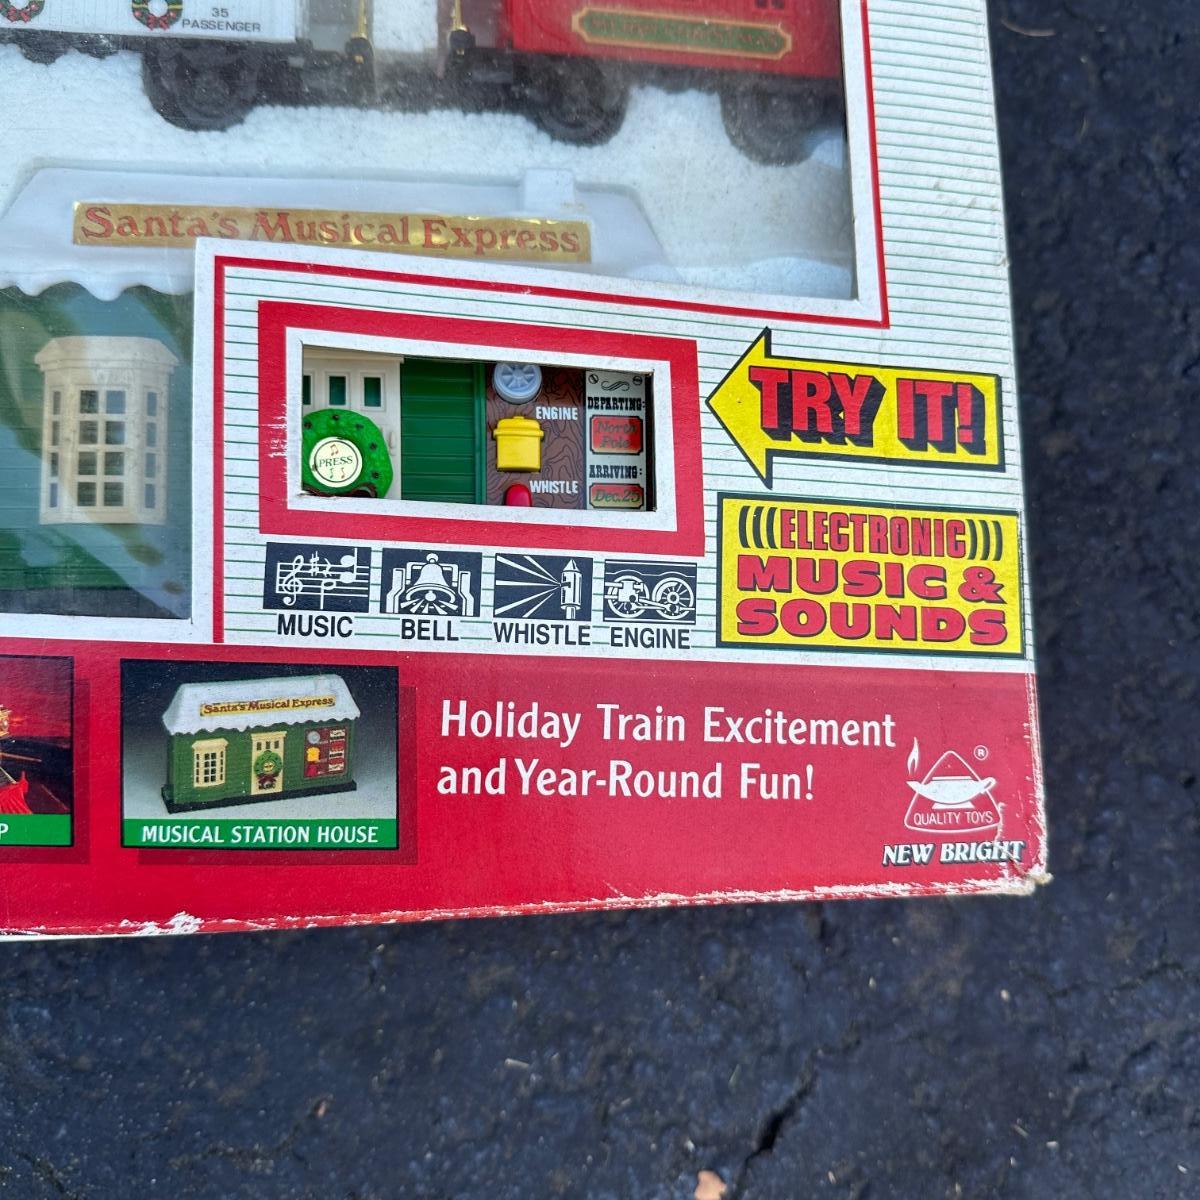 35
PASSENGER
Santa's Musical Express
ENGINE
WHISTLE
PRESS
DEPARTING:
North
Pole
ARRIVING:
Dec. 25
TRY IT!
ELECTRONIC
MUSIC &
SOUNDS
MUSIC
BELL
WHISTLE
ENGINE
P
Santa's Musical Express
MUSICAL STATION HOUSE
Holiday Train Excitement
and Year-Round Fun!
®
QUALITY TOYS
NEW BRIGHT